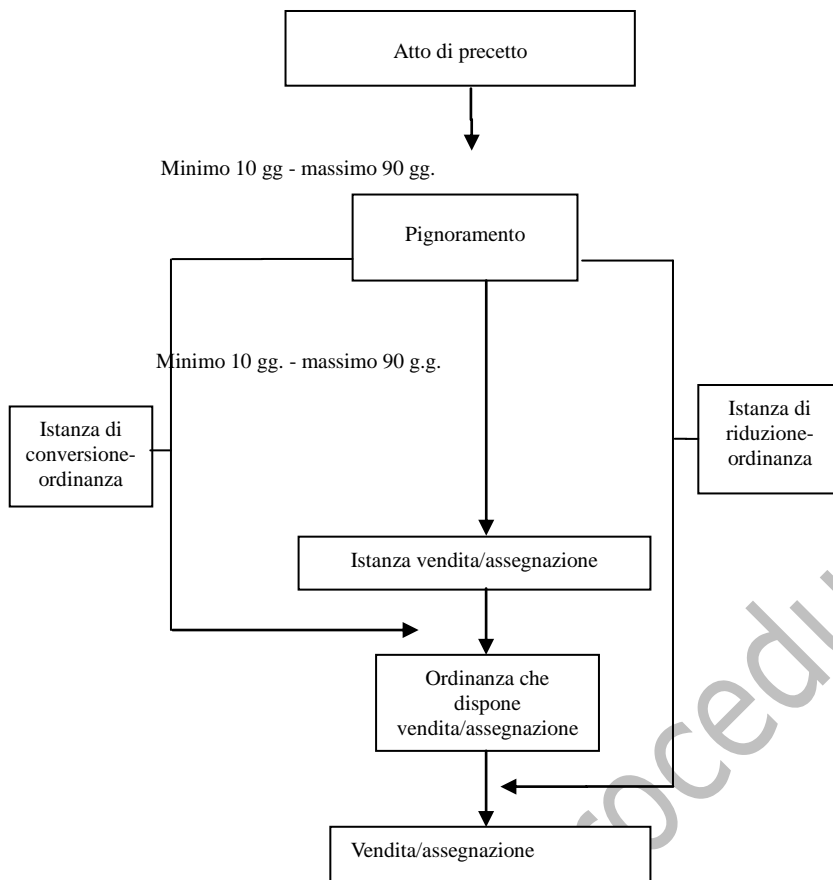 Atto di precetto
Minimo 10 gg - massimo 90 gg.
Pignoramento
Minimo 10 gg. - massimo 90 g.g.
Istanza di
conversione-
ordinanza
Istanza di
riduzione-
ordinanza
Istanza vendita/assegnazione
Ordinanza che
dispone
vendita/assegnazione
Vendita/assegnazione